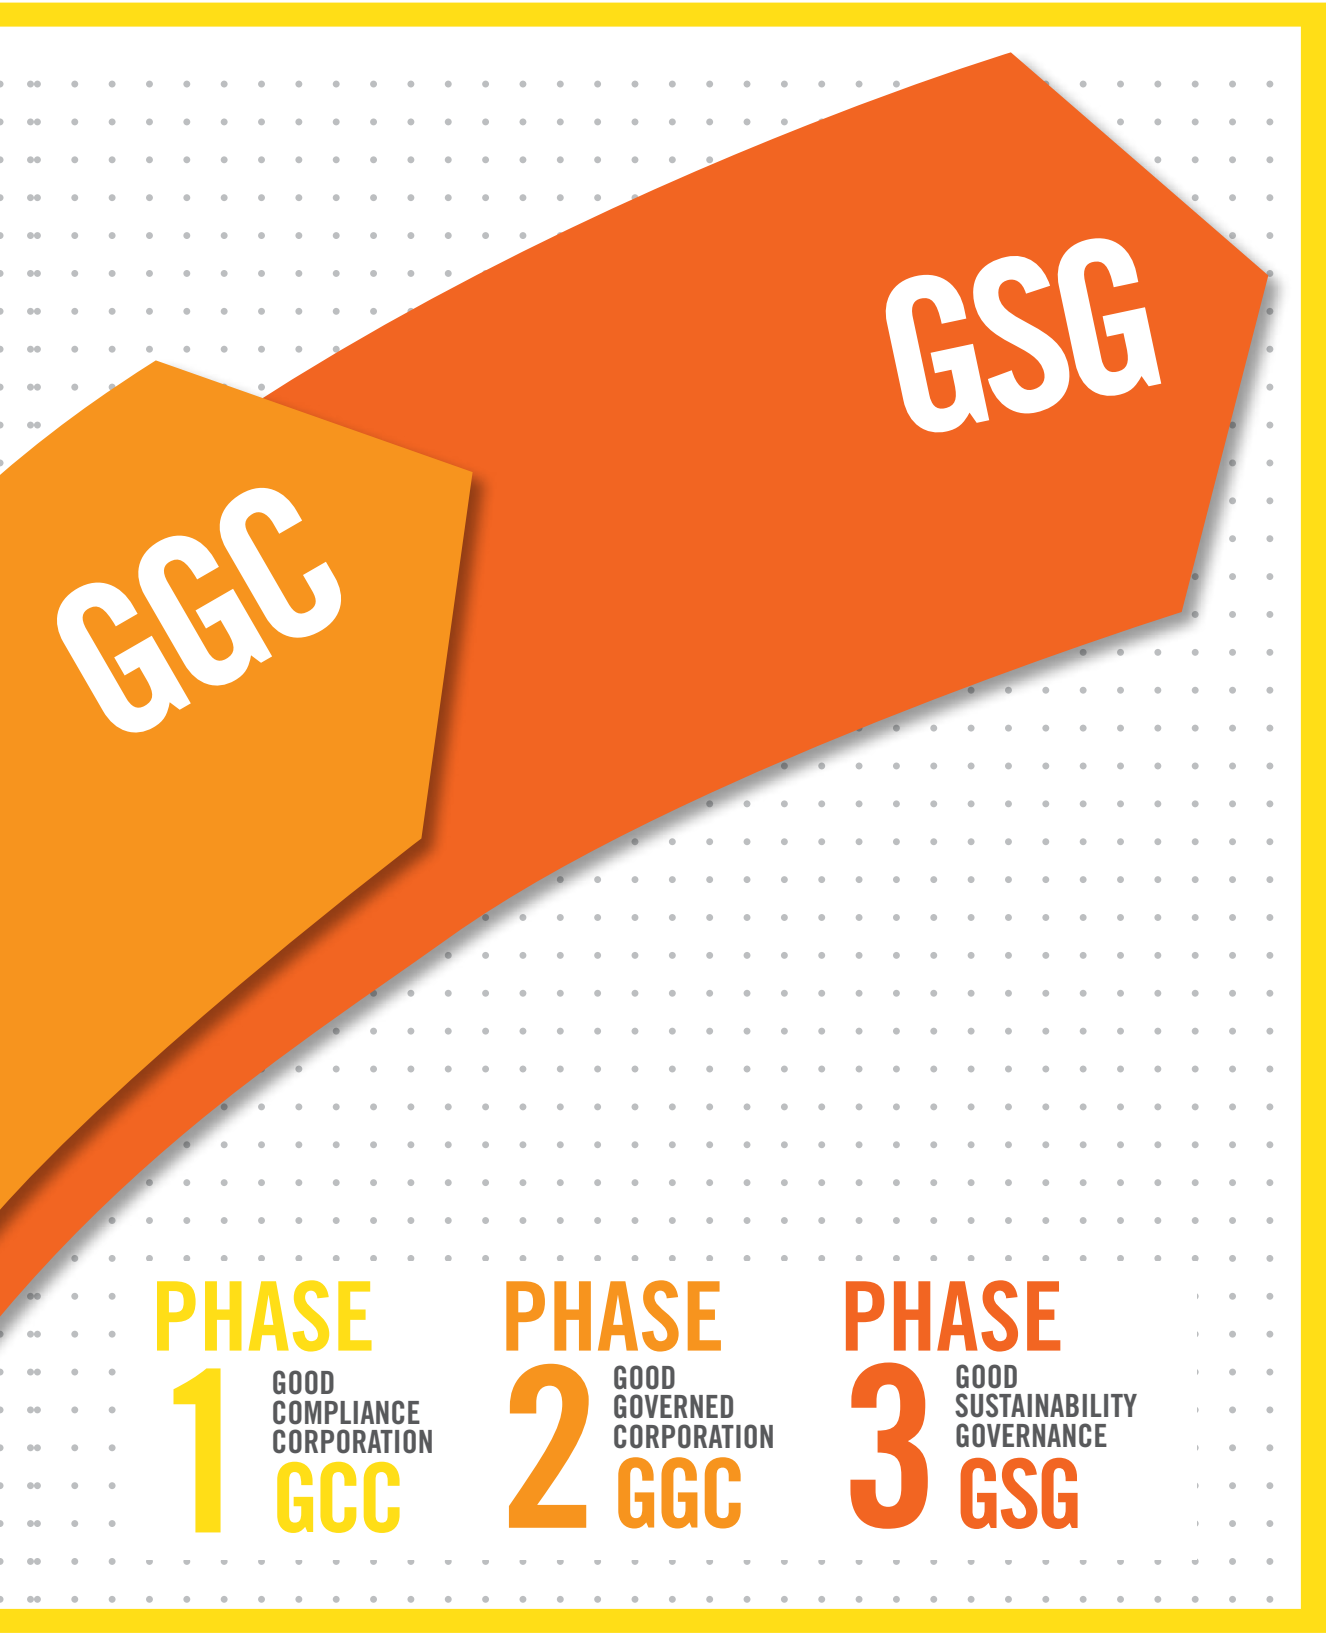 GSG
GGC
PHASE
1
GOOD
COMPLIANCE
CORPORATION
GCC
PHASE
2
GOOD
GOVERNED
CORPORATION
GGC
PHASE
3
GOOD
SUSTAINABILITY
GOVERNANCE
GSG